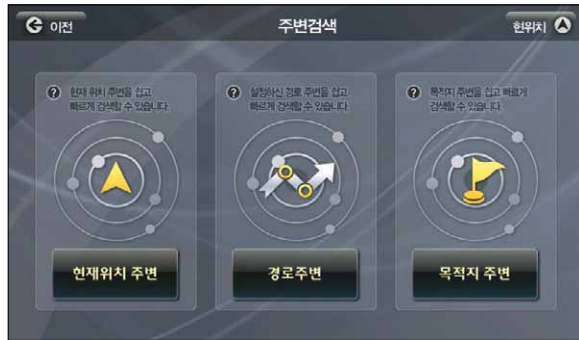 이전
주변검색
현위치
현재 위치 주변을 쉽고
빠르게 검색할 수 있습니다.
설정하신 경로 주변을 쉽고
빠르게 검색할 수 있습니다.
목적지 주변을 쉽고 빠르게
검색할 수 있습니다.
현재위치 주변
경로주변
목적지 주변